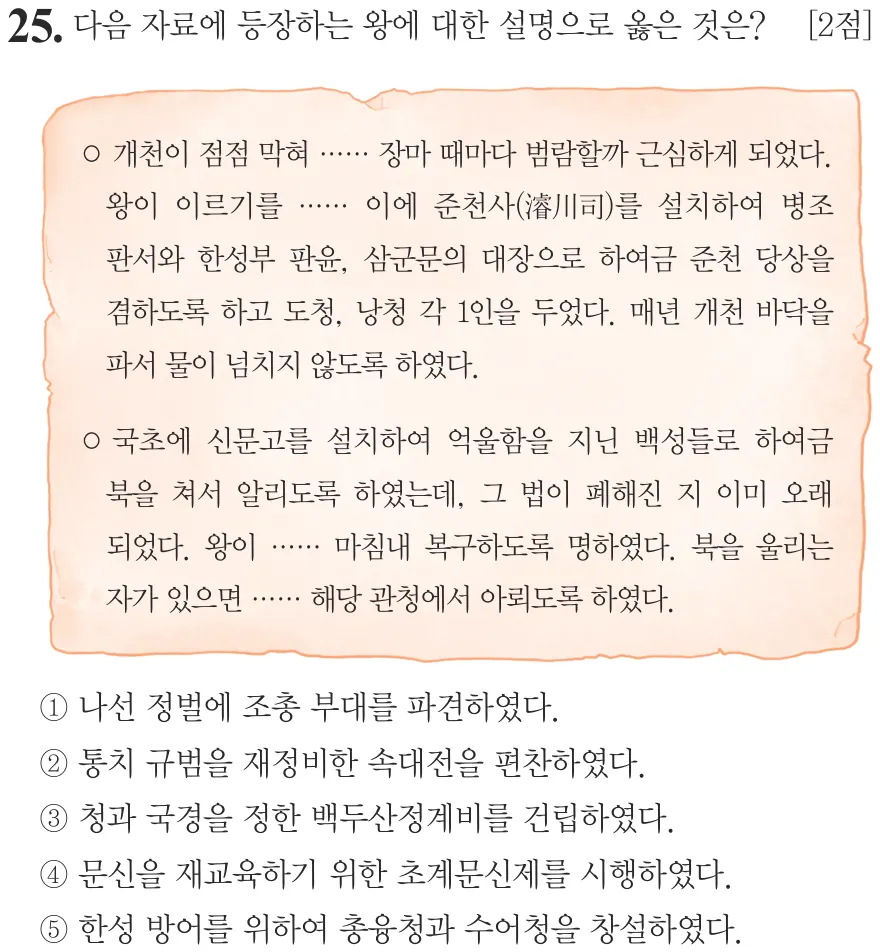 25. 다음 자료에 등장하는 왕에 대한 설명으로 옳은 것은? [2점]
○ 개천이 점점 막혀 …… 장마 때마다 범람할까 근심하게 되었다.
왕이 이르기를 …… 이에 준천사(濬川司)를 설치하여 병조
판서와 한성부 판윤, 삼군문의 대장으로 하여금 준천 당상을
겸하도록 하고 도청, 낭청 각 1인을 두었다. 매년 개천 바닥을
파서 물이 넘치지 않도록 하였다.
○ 국초에 신문고를 설치하여 억울함을 지닌 백성들로 하여금
북을 쳐서 알리도록 하였는데, 그 법이 폐해진 지 이미 오래
되었다. 왕이 …… 마침내 복구하도록 명하였다. 북을 울리는
자가 있으면 …… 해당 관청에서 아뢰도록 하였다.
① 나선 정벌에 조총 부대를 파견하였다.
② 통치 규범을 재정비한 속대전을 편찬하였다.
③ 청과 국경을 정한 백두산정계비를 건립하였다.
④ 문신을 재교육하기 위한 초계문신제를 시행하였다.
⑤ 한성 방어를 위하여 총융청과 수어청을 창설하였다.